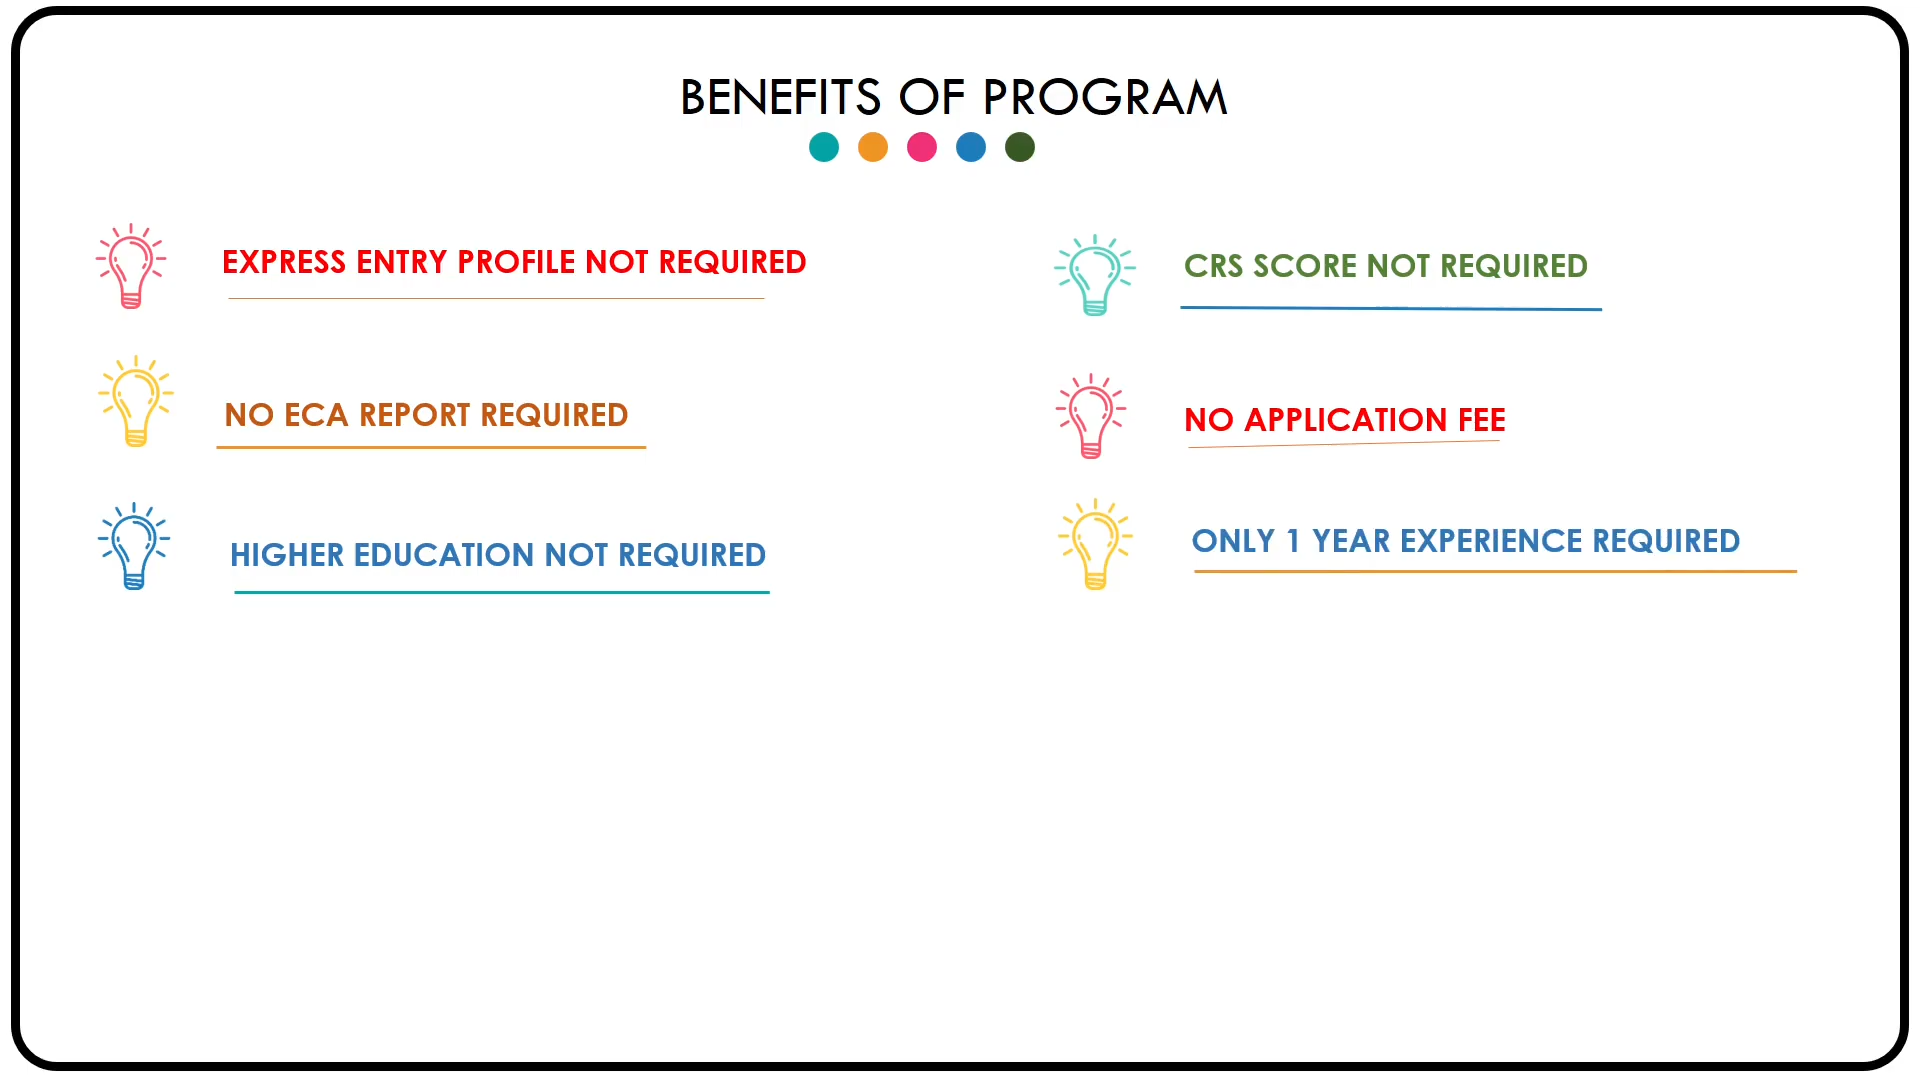 BENEFITS OF PROGRAM
EXPRESS ENTRY PROFILE NOT REQUIRED
CRS SCORE NOT REQUIRED
NO ECA REPORT REQUIRED
NO APPLICATION FEE
HIGHER EDUCATION NOT REQUIRED
ONLY 1 YEAR EXPERIENCE REQUIRED